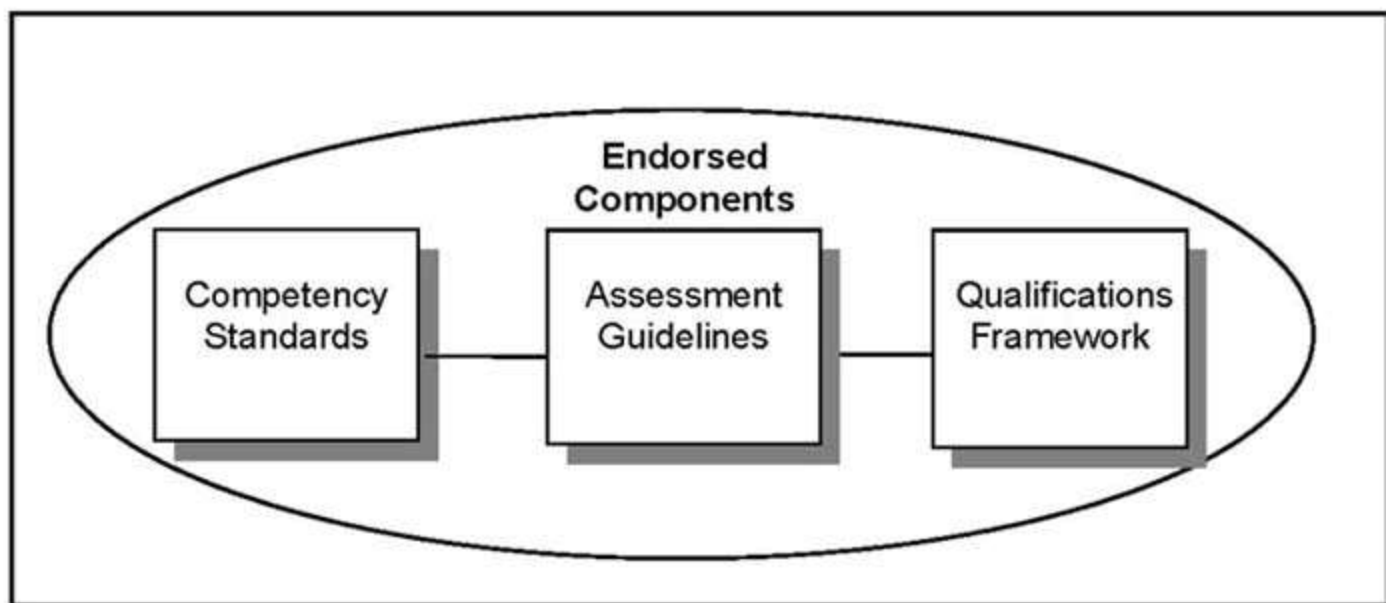 Endorsed
Components
Competency
Standards
Assessment
Guidelines
Qualifications
Framework